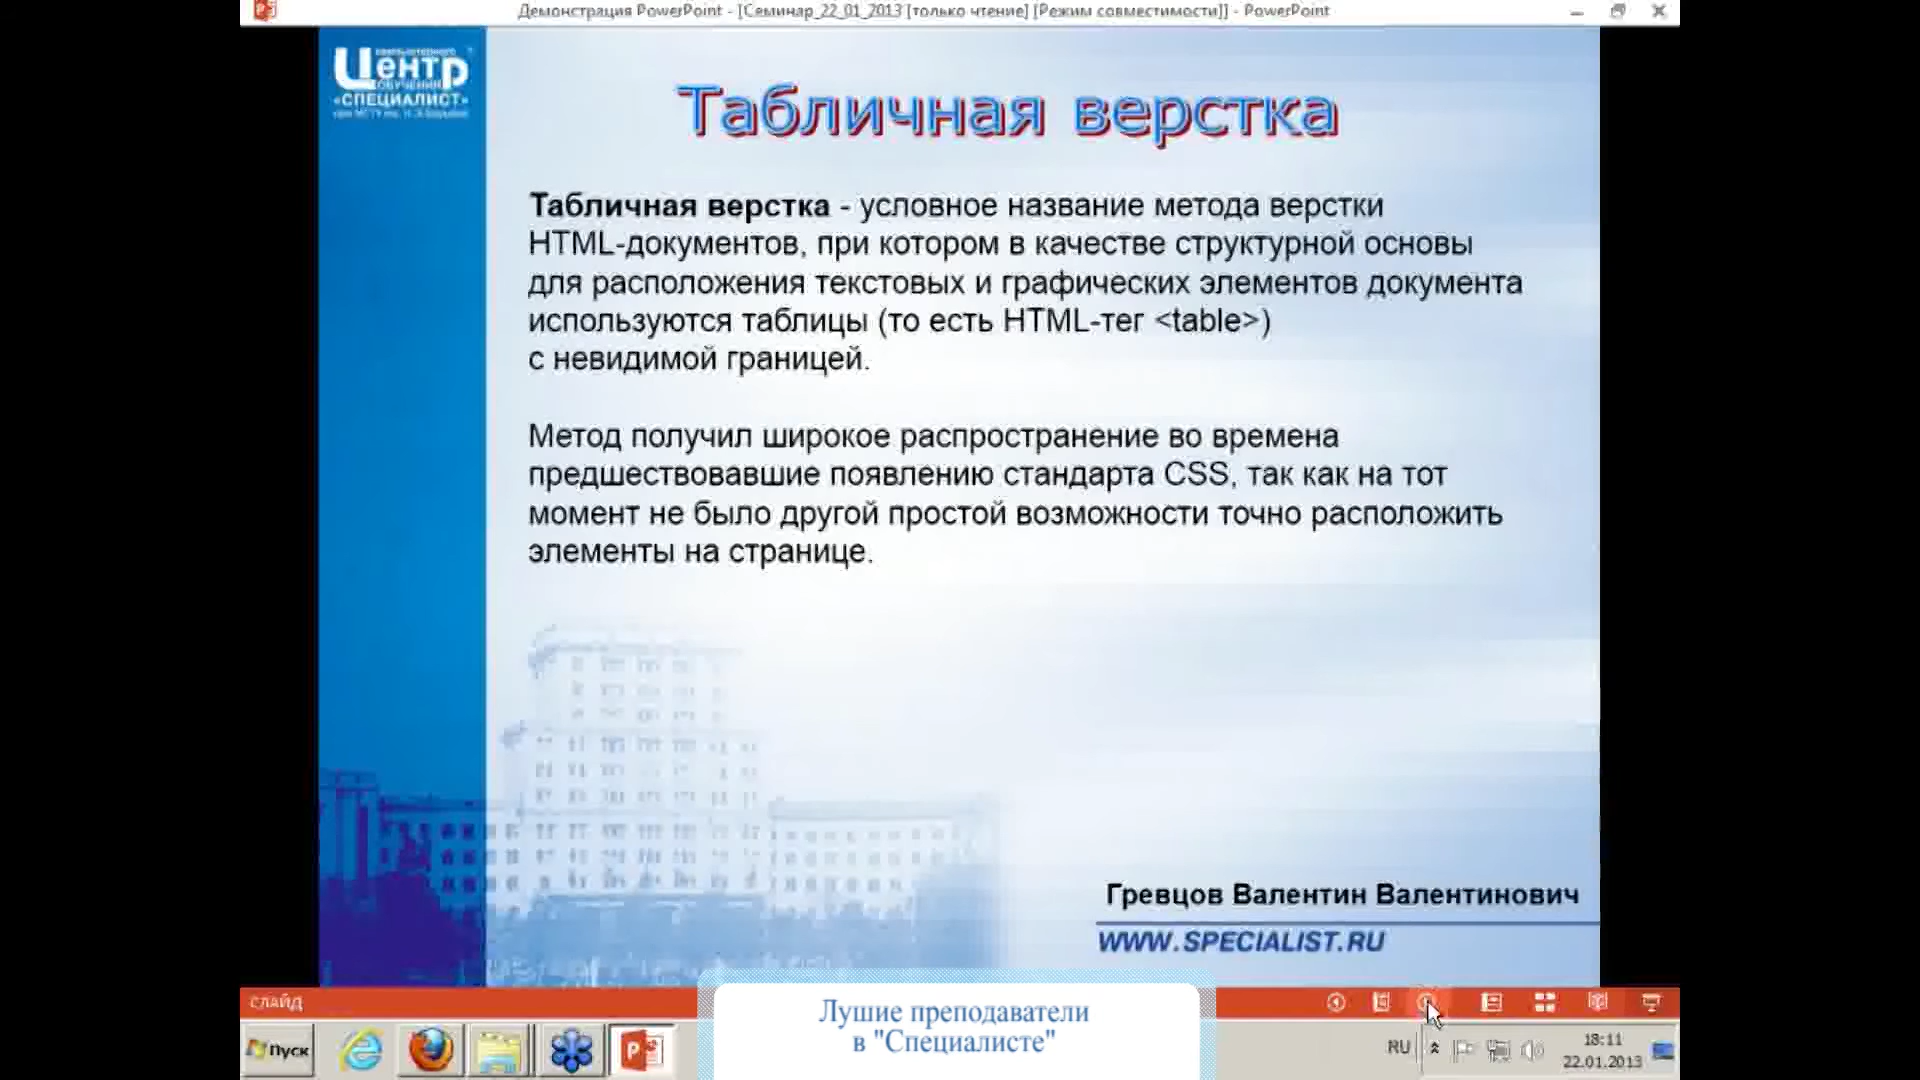 Демонстрация PowerPoint - [Семинар_22_01_2013 [только чтение] [Режим совместимости]] - PowerPoint
компьютерного
Центр
ОБУЧЕНИЯ
«СПЕЦИАЛИСТ»
Табличная верстка
Табличная верстка - условное название метода верстки
HTML-документов, при котором в качестве структурной основы
для расположения текстовых и графических элементов документа
используются таблицы (то есть HTML-тег <table>)
с невидимой границей.
Метод получил широкое распространение во времена
предшествовавшие появлению стандарта CSS, так как на тот
момент не было другой простой возможности точно расположить
элементы на странице.
Гревцов Валентин Валентинович
WWW.SPECIALIST.RU
СЛАЙД
Лушие преподаватели
в "Специалисте"
Пуск
RU
18:11
22.01.2013